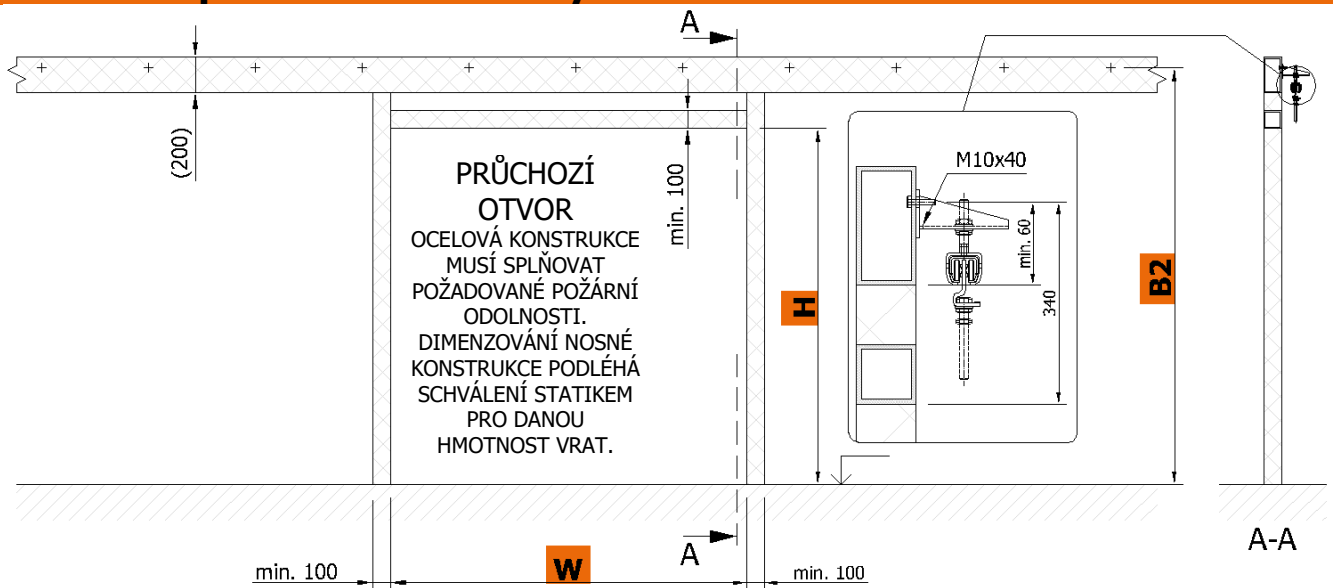 A
(200)
PRŮCHOZÍ
OTVOR
OCELOVÁ KONSTRUKCE
MUSÍ SPLŇOVAT
POŽADOVANÉ POŽÁRNÍ
ODOLNOSTI.
DIMENZOVÁNÍ NOSNÉ
KONSTRUKCE PODLÉHÁ
SCHVÁLENÍ STATIKEM
PRO DANOU
HMOTNOST VRAT.
min. 100
H
M10x40
min. 60
340
B2
A
A-A
min. 100
W
min. 100